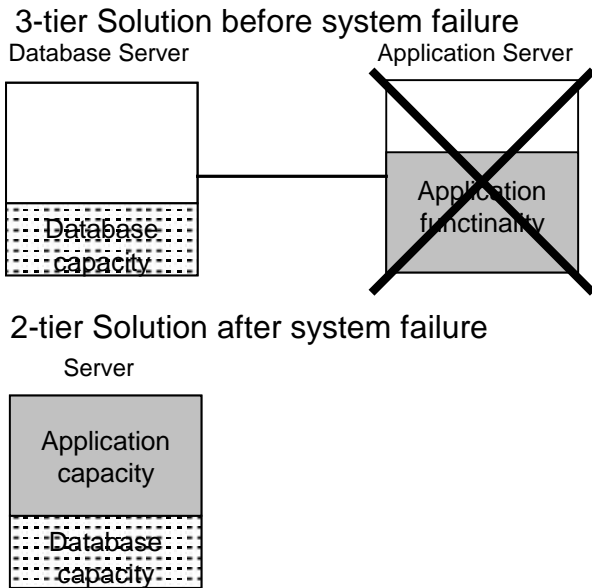 3-tier Solution before system failure
Database Server
Application Server
Database
capacity
Application
functinality
2-tier Solution after system failure
Server
Application
capacity
Database
capacity